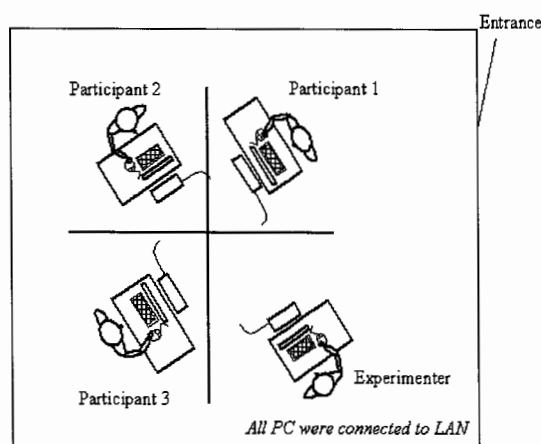 Entrance
Participant 2
Participant 1
Participant 3
Experimenter
All PC were connected to LAN